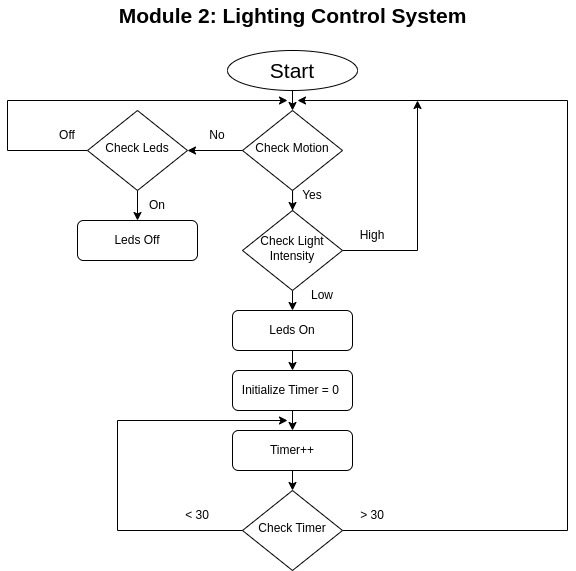 Module 2: Lighting Control System
Start
Off
Check Leds
No
Check Motion
On
Yes
Leds Off
Check Light
Intensity
High
Low
Leds On
Initialize Timer = 0
Timer++
< 30
Check Timer
> 30